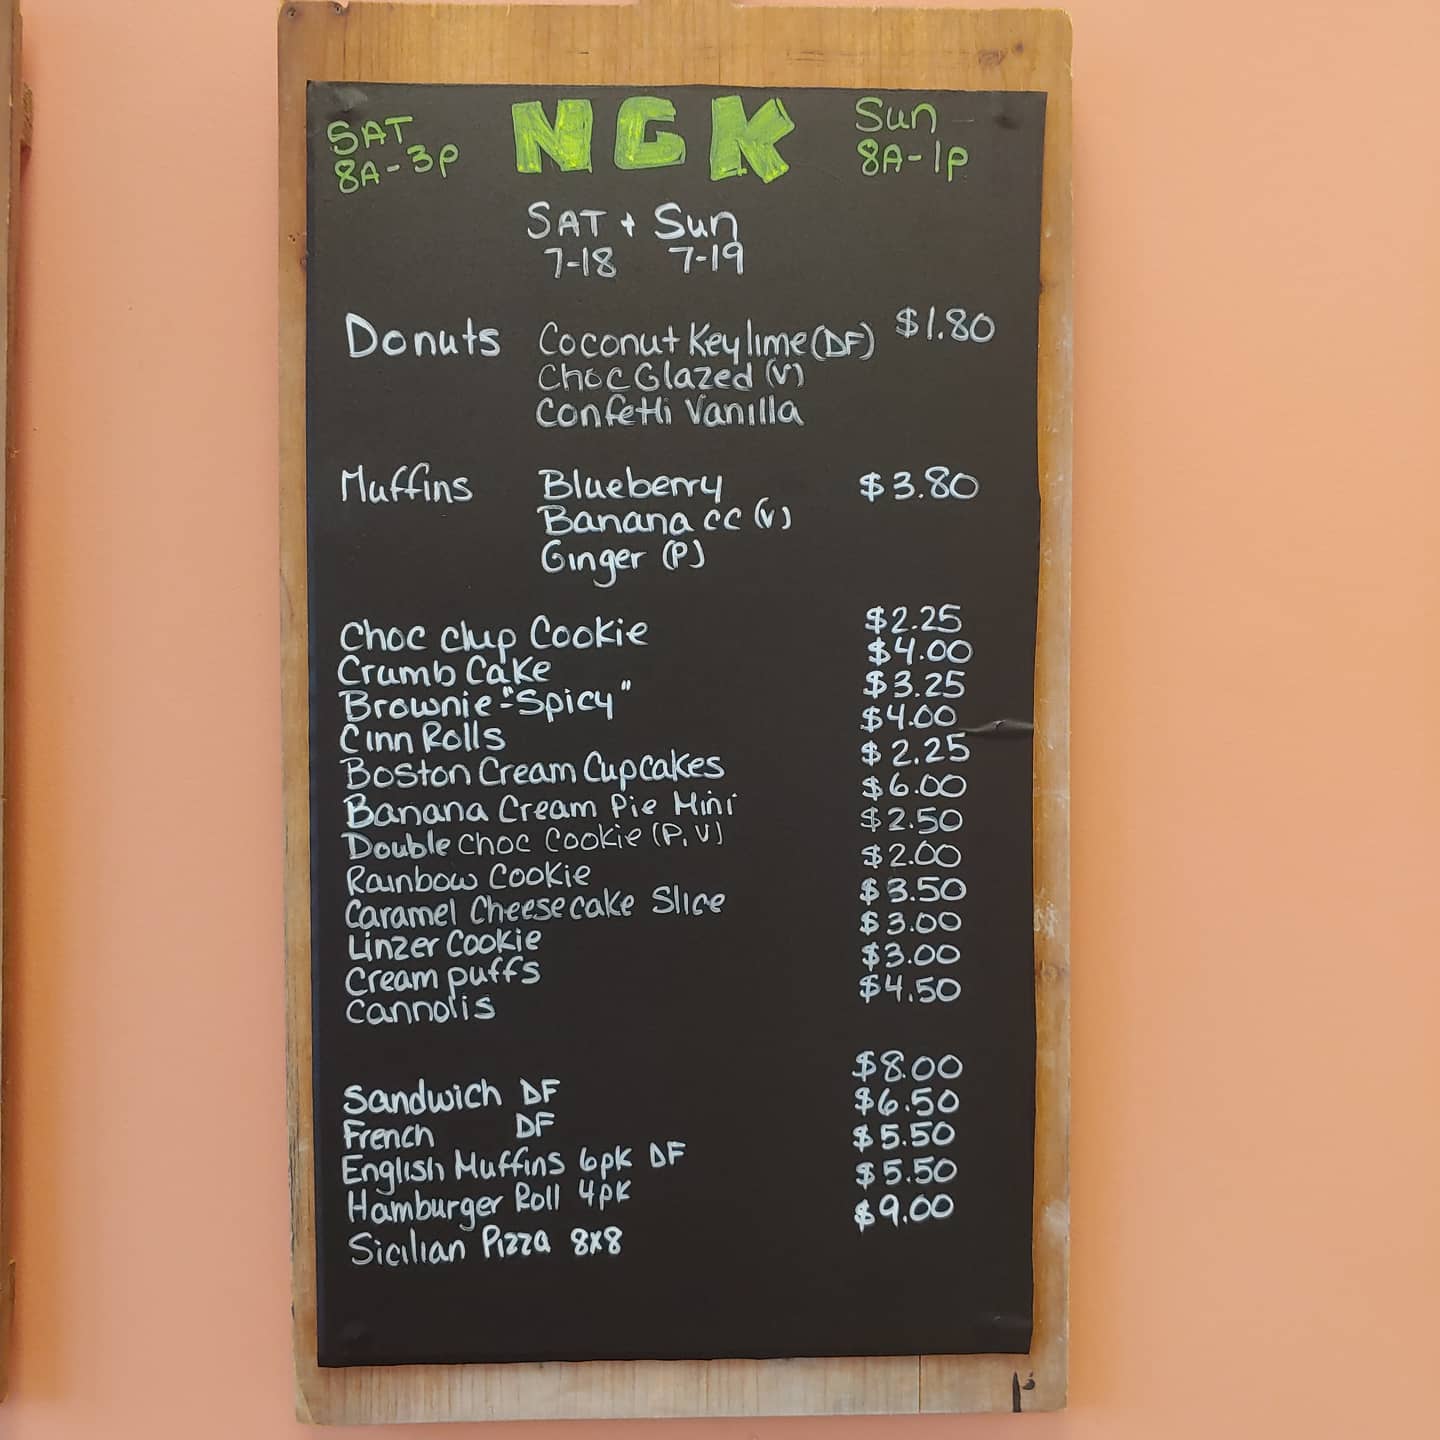 SAT NGK Sun
8A-3P 8A-1P
SAT + Sun
7-18 7-19
Donuts Coconut Keylime (DF) $1.80
Choc Glazed (V)
Confetti Vanilla
Muffins Blueberry $3.80
Banana cc (V)
Ginger (P)
Choc chip Cookie $2.25
Crumb Cake $4.00
Brownie - "Spicy" $3.25
Cinn Rolls $4.00
Boston Cream Cupcakes $2.25
Banana Cream Pie Mini $6.00
Double Choc Cookie (P, V) $2.50
Rainbow Cookie $2.00
Caramel Cheesecake Slice $3.50
Linzer Cookie $3.00
Cream puffs $3.00
Cannolis $4.50
Sandwich DF $8.00
French DF $6.50
English Muffins 6pk DF $5.50
Hamburger Roll 4pk $5.50
Sicilian Pizza 8x8 $9.00